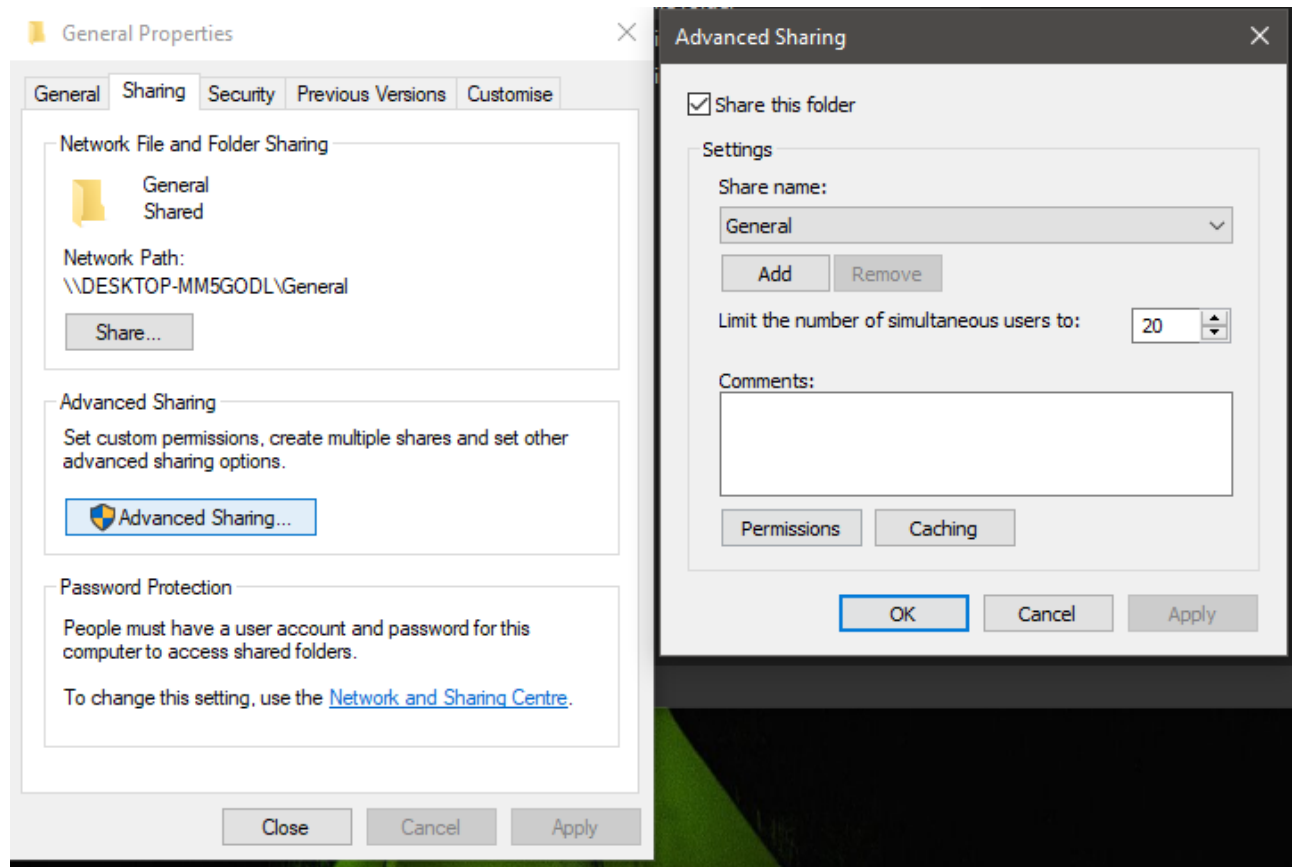 General Properties
General
Sharing
Security
Previous Versions
Customise
Network File and Folder Sharing
General
Shared
Network Path:
\\DESKTOP-MM5GODL\General
Share...
Advanced Sharing
Set custom permissions, create multiple shares and set other
advanced sharing options.
Advanced Sharing...
Password Protection
People must have a user account and password for this
computer to access shared folders.
To change this setting, use the Network and Sharing Centre.
Close
Cancel
Apply
Advanced Sharing
Share this folder
Settings
Share name:
General
Add
Remove
Limit the number of simultaneous users to:
20
Comments:
Permissions
Caching
OK
Cancel
Apply